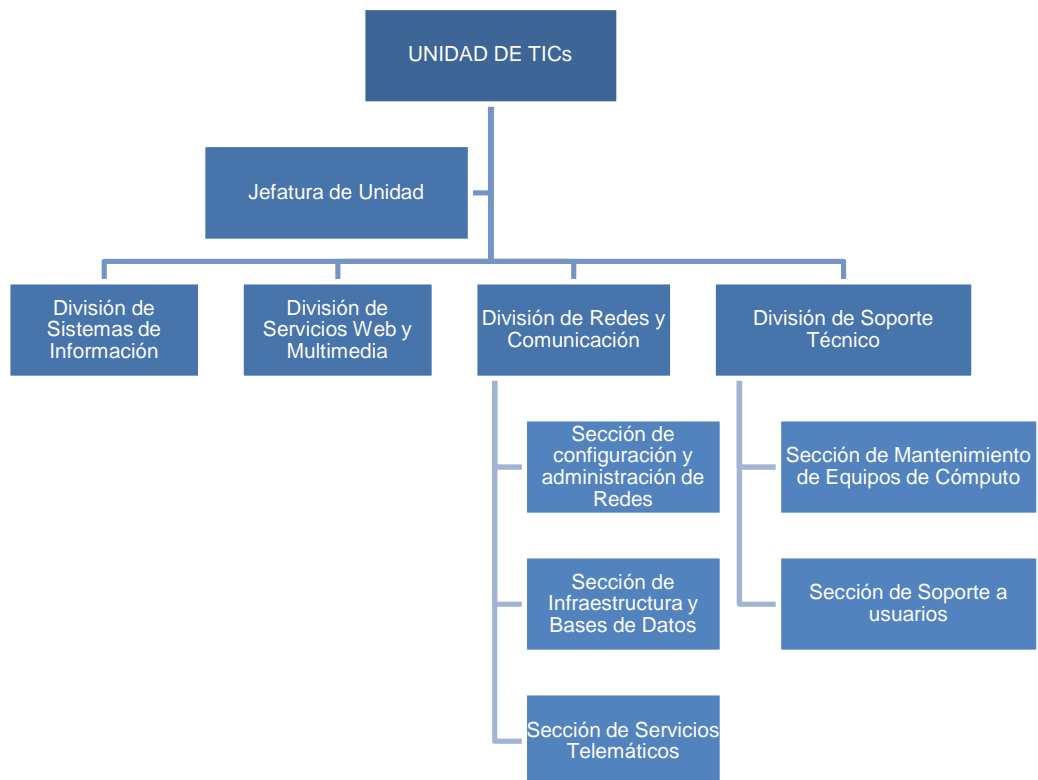 UNIDAD DE TICs
Jefatura de Unidad
División de
Sistemas de
Información
División de
Servicios Web y
Multimedia
División de Redes y
Comunicación
División de Soporte
Técnico
Sección de
configuración y
administración de
Redes
Sección de
Infraestructura y
Bases de Datos
Sección de Servicios
Telemáticos
Sección de Mantenimiento
de Equipos de Cómputo
Sección de Soporte a
usuarios